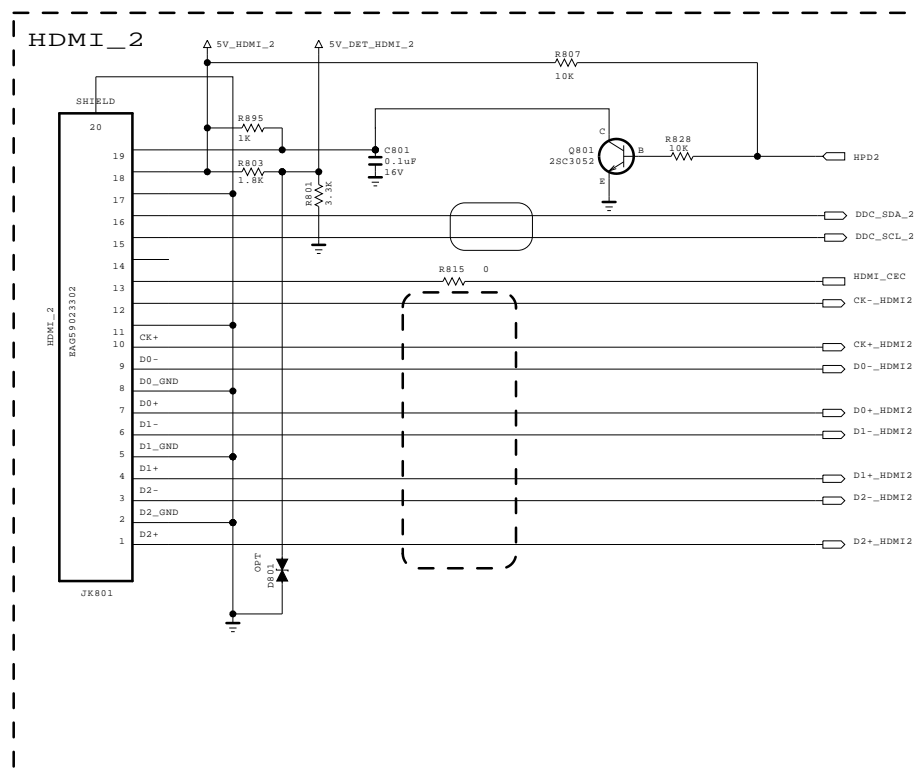 HDMI_2
5V_HDMI_2
5V_DET_HDMI_2
R807
10K
SHIELD
20
R895
1K
C801
0.1uF
16V
C
Q801
2SC3052
B
E
R828
10K
HPD2
19
R803
1.8K
18
R801
3.3K
17
16
DDC_SDA_2
15
DDC_SCL_2
14
R815 0
13
HDMI_CEC
12
CK-_HDMI2
HDMI_2
EAG59023302
11
10
CK+
CK+_HDMI2
9
D0-
D0-_HDMI2
8
D0_GND
7
D0+
D0+_HDMI2
6
D1-
D1-_HDMI2
5
D1_GND
4
D1+
D1+_HDMI2
3
D2-
D2-_HDMI2
2
D2_GND
1
D2+
D2+_HDMI2
OPT
D801
JK801